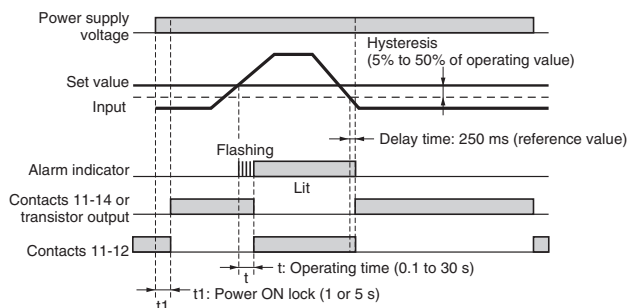 Power supply
voltage
Hysteresis
(5% to 50% of operating value)
Set value
Input
Delay time: 250 ms (reference value)
Flashing
Alarm indicator
Lit
Contacts 11-14 or
transistor output
Contacts 11-12
t
t: Operating time (0.1 to 30 s)
t1: Power ON lock (1 or 5 s)
t1